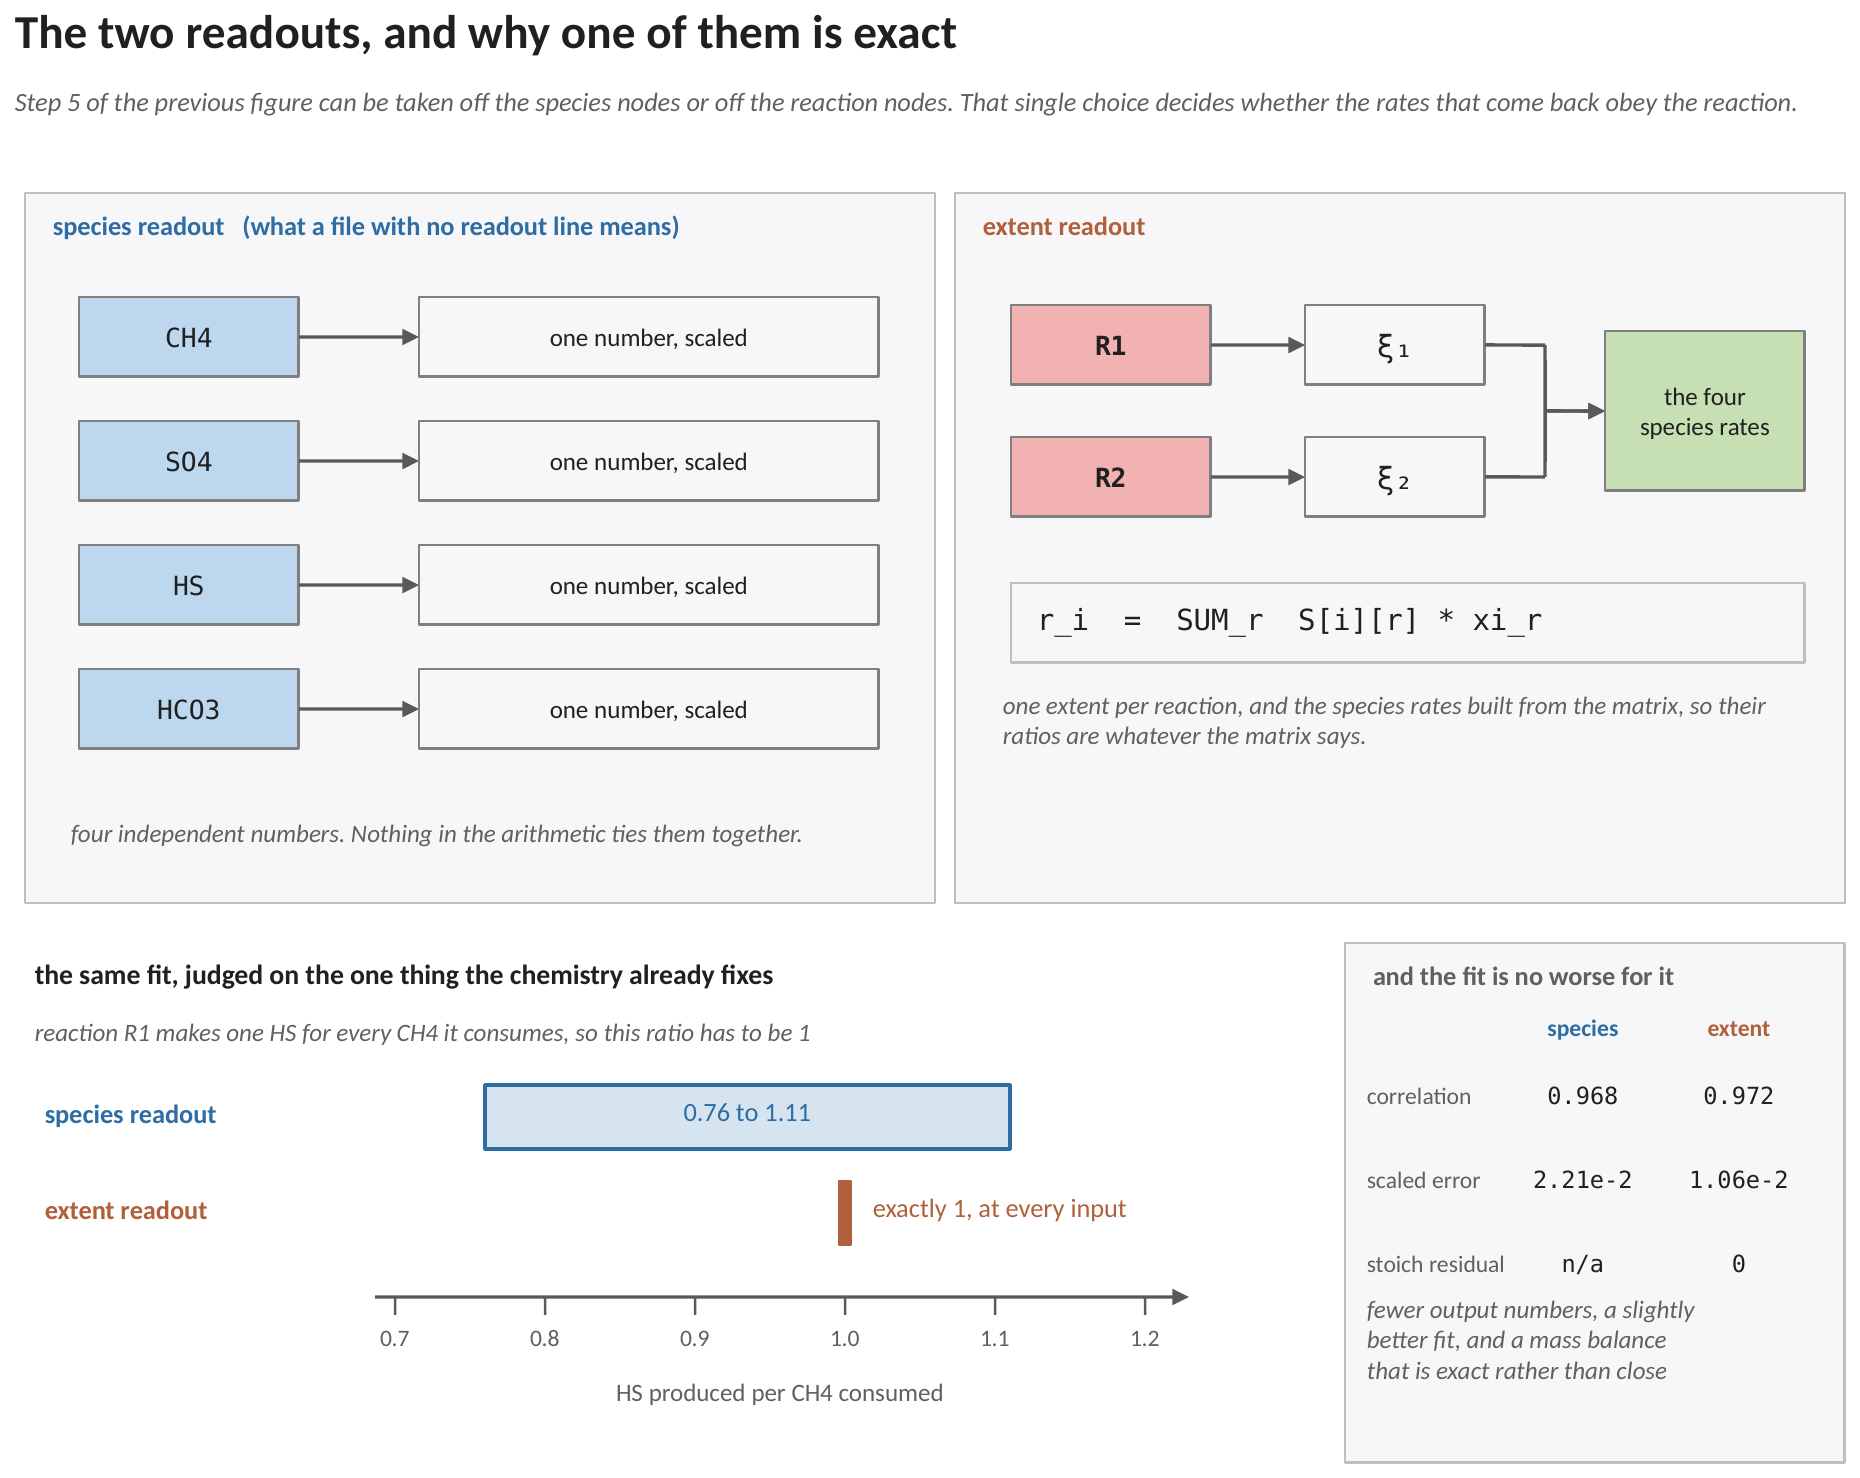 The two readouts, and why one of them is exact
Step 5 of the previous figure can be taken off the species nodes or off the reaction nodes. That single choice decides whether the rates that come back obey the reaction.
species readout (what a file with no readout line means)
CH4
one number, scaled
SO4
one number, scaled
HS
one number, scaled
HCO3
one number, scaled
four independent numbers. Nothing in the arithmetic ties them together.
extent readout
R1
ξ₁
R2
ξ₂
the four
species rates
r_i = SUM_r S[i][r] * xi_r
one extent per reaction, and the species rates built from the matrix, so their
ratios are whatever the matrix says.
the same fit, judged on the one thing the chemistry already fixes
reaction R1 makes one HS for every CH4 it consumes, so this ratio has to be 1
species readout
0.76 to 1.11
extent readout
exactly 1, at every input
0.7 0.8 0.9 1.0 1.1 1.2
HS produced per CH4 consumed
and the fit is no worse for it
species extent
correlation 0.968 0.972
scaled error 2.21e-2 1.06e-2
stoich residual n/a 0
fewer output numbers, a slightly
better fit, and a mass balance
that is exact rather than close